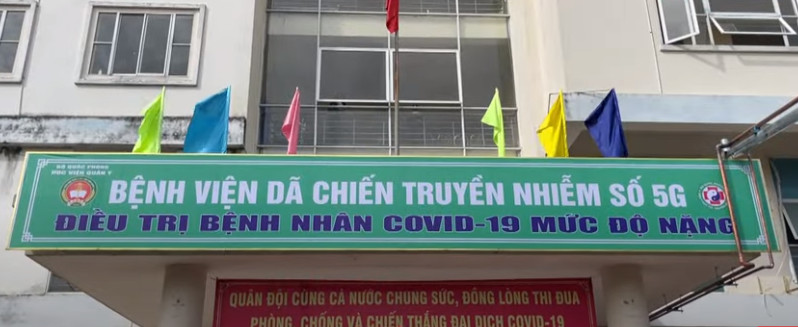 BỘ QUỐC PHÒNG
HỌC VIỆN QUÂN Y
BỆNH VIỆN DÃ CHIẾN TRUYỀN NHIỄM SỐ 5G
ĐIỀU TRỊ BỆNH NHÂN COVID-19 MỨC ĐỘ NẶNG
QUÂN ĐỘI CÙNG CẢ NƯỚC CHUNG SỨC, ĐỒNG LÒNG THI ĐUA
PHÒNG, CHỐNG VÀ CHIẾN THẮNG ĐẠI DỊCH COVID-19